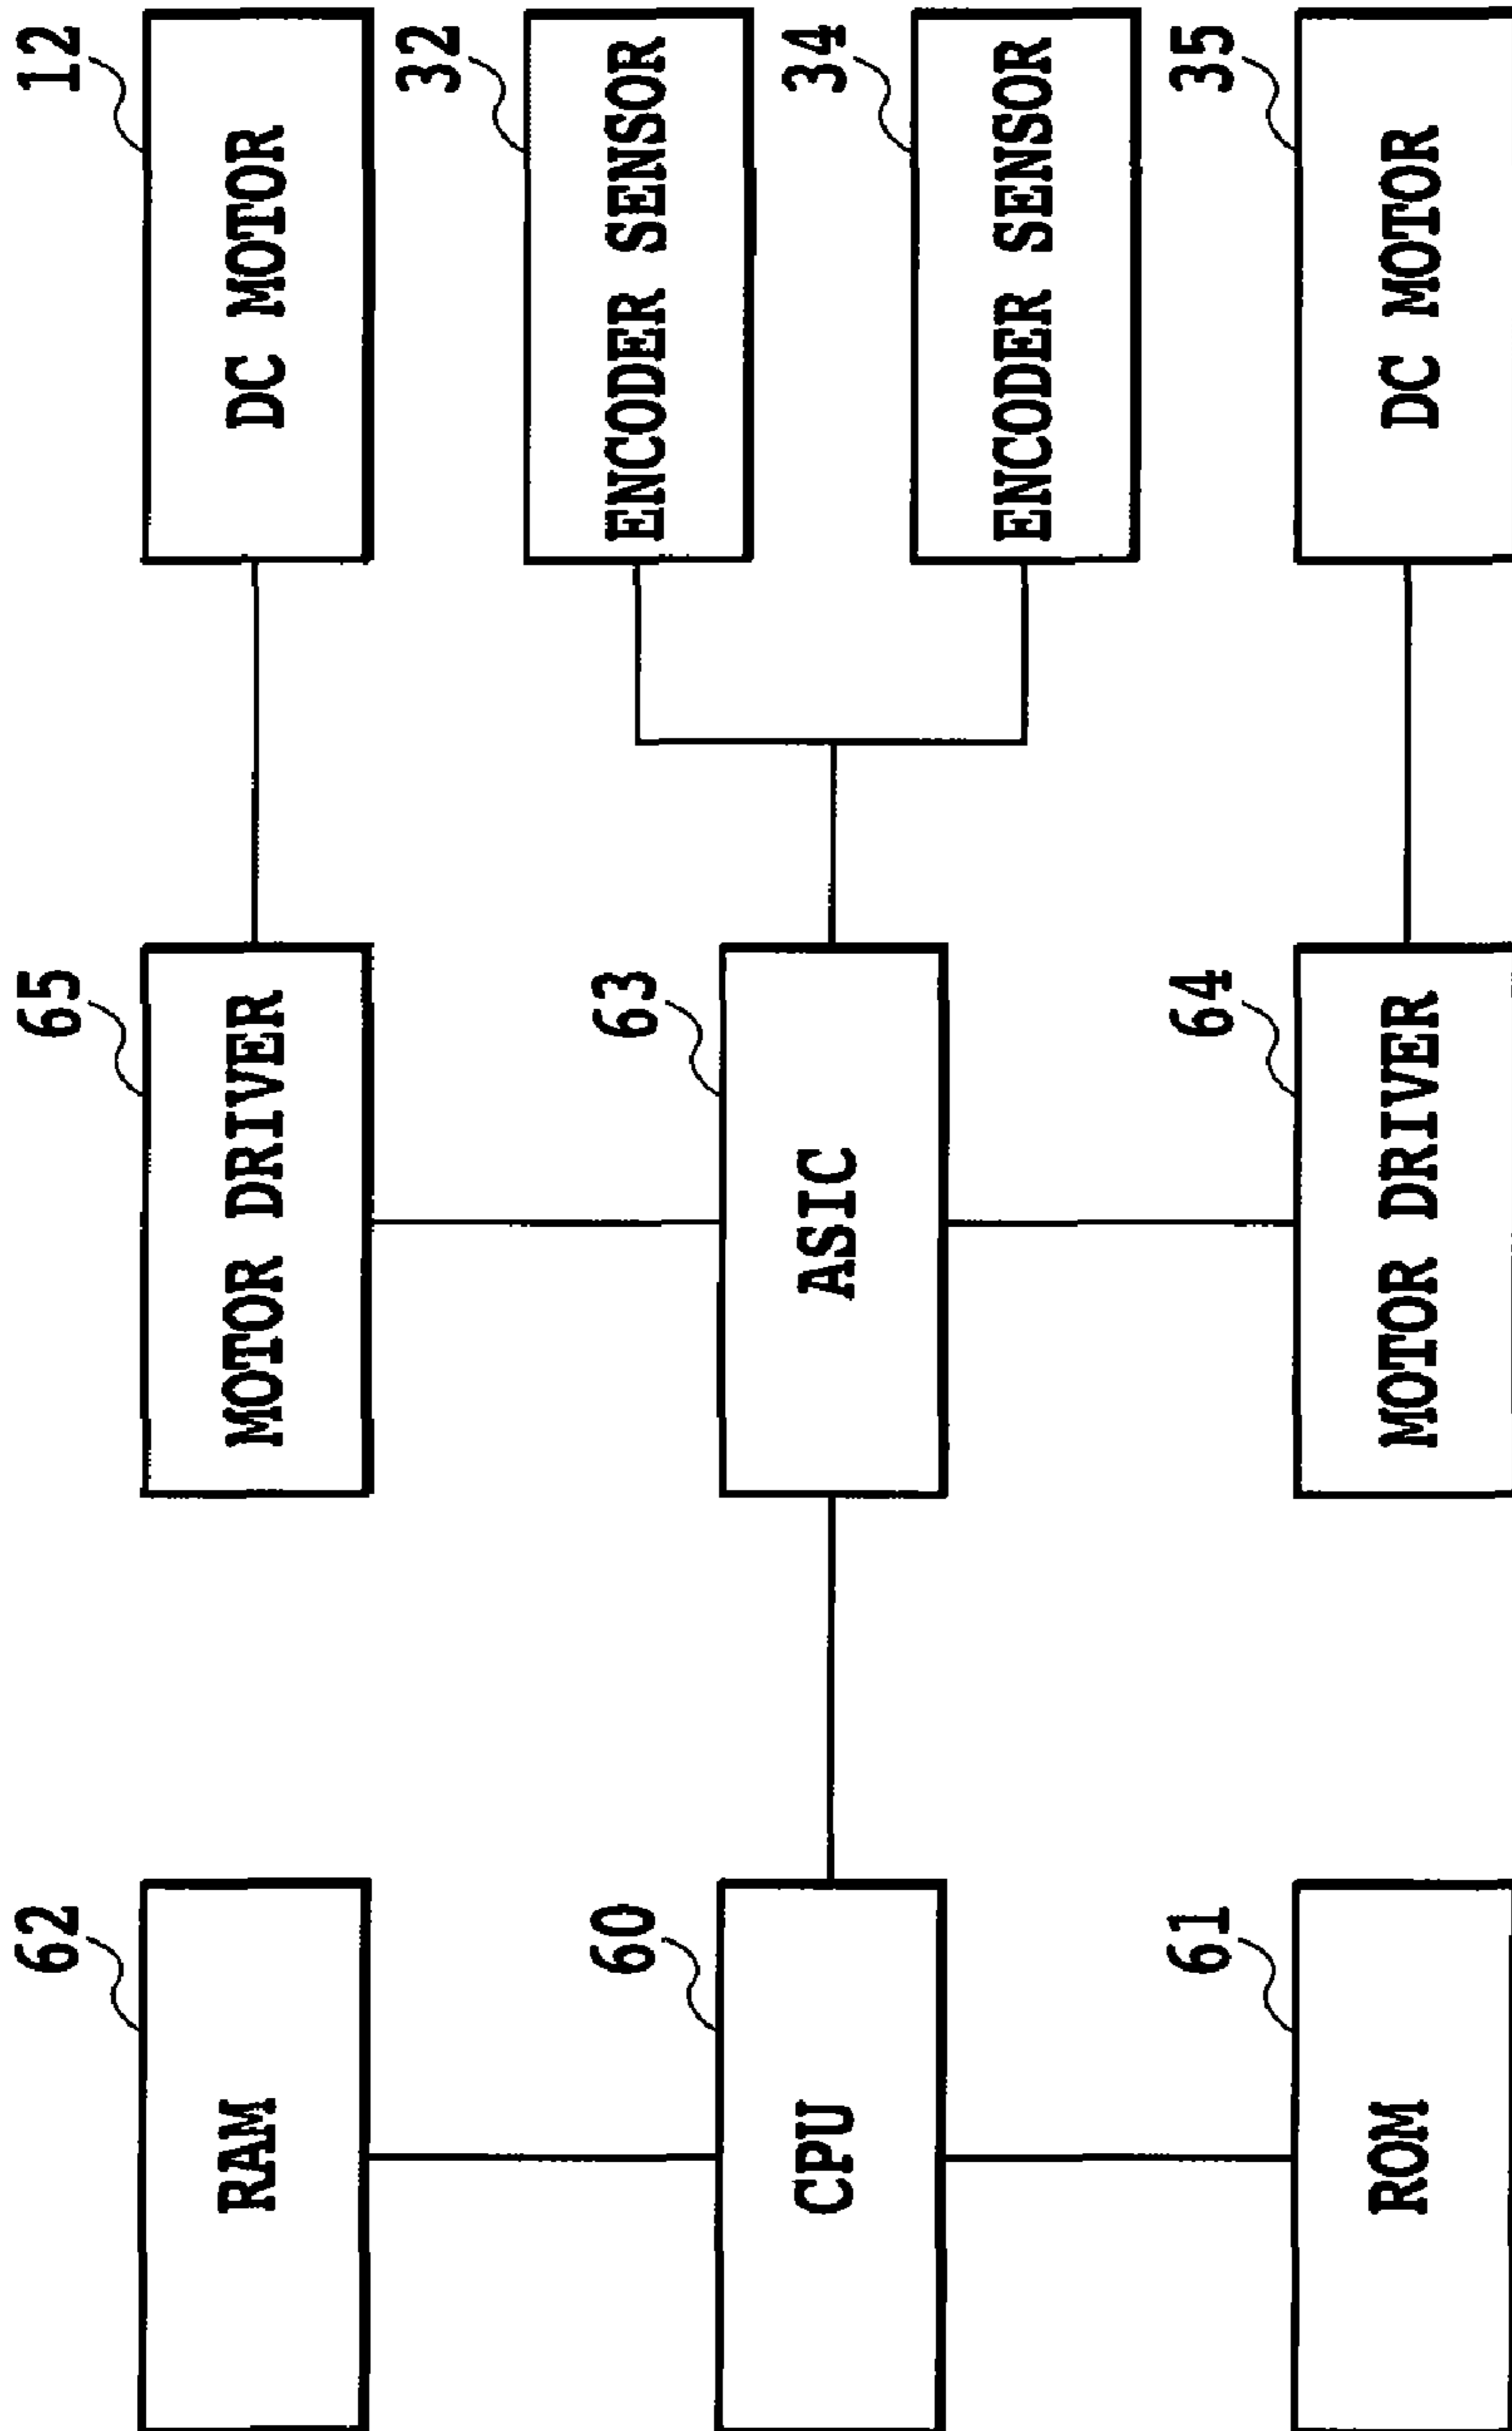 62
65
12
RAM
MOTOR DRIVER
DC MOTOR
32
ENCODER SENSOR
60
63
CPU
ASIC
34
ENCODER SENSOR
61
64
35
ROM
MOTOR DRIVER
DC MOTOR